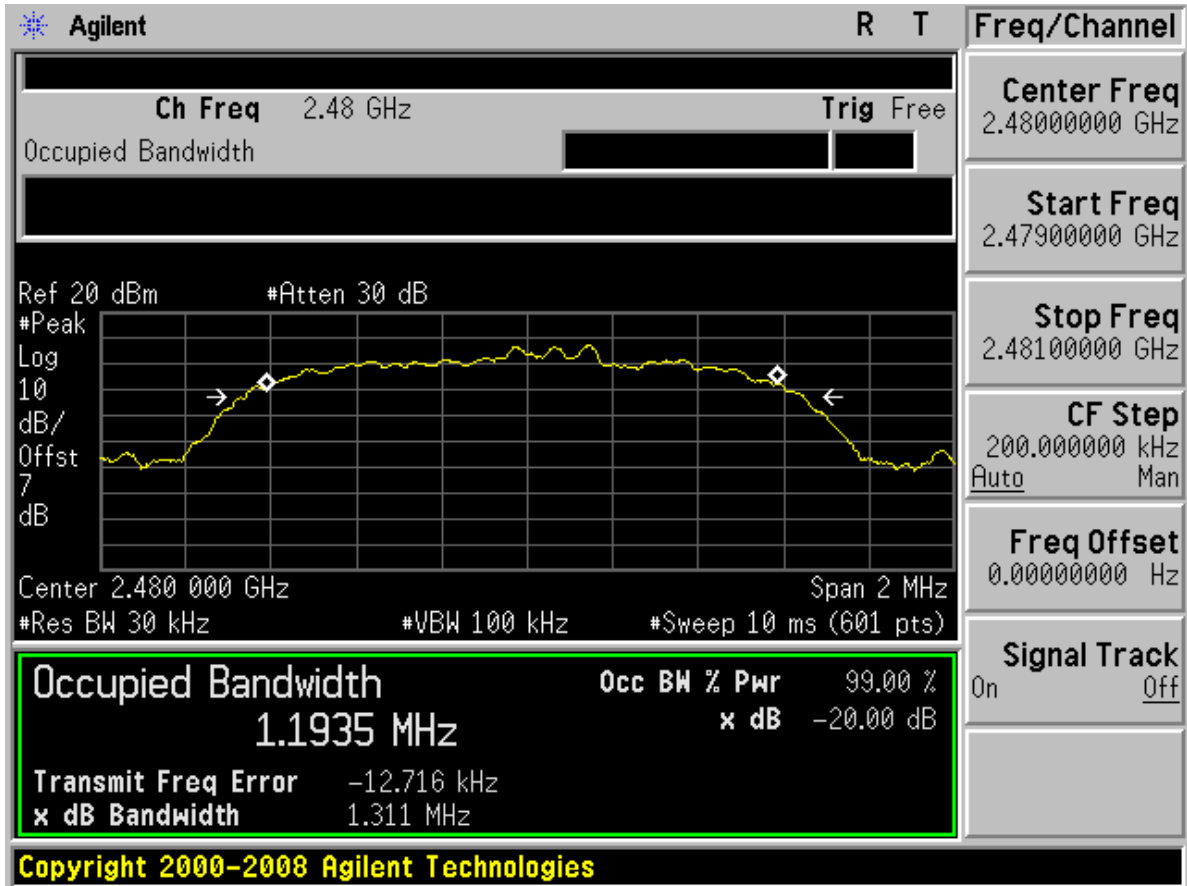 Agilent R T
Freq/Channel
Ch Freq 2.48 GHz Trig Free
Occupied Bandwidth
Center Freq
2.48000000 GHz
Start Freq
2.47900000 GHz
Stop Freq
2.48100000 GHz
CF Step
200.000000 kHz
Auto Man
Freq Offset
0.00000000 Hz
Signal Track
On Off
Ref 20 dBm #Atten 30 dB
#Peak
Log
10
dB/
Offst
7
dB
Center 2.480 000 GHz Span 2 MHz
#Res BW 30 kHz #VBW 100 kHz #Sweep 10 ms (601 pts)
Occupied Bandwidth Occ BW % Pwr 99.00 %
1.1935 MHz x dB -20.00 dB
Transmit Freq Error -12.716 kHz
x dB Bandwidth 1.311 MHz
Copyright 2000-2008 Agilent Technologies